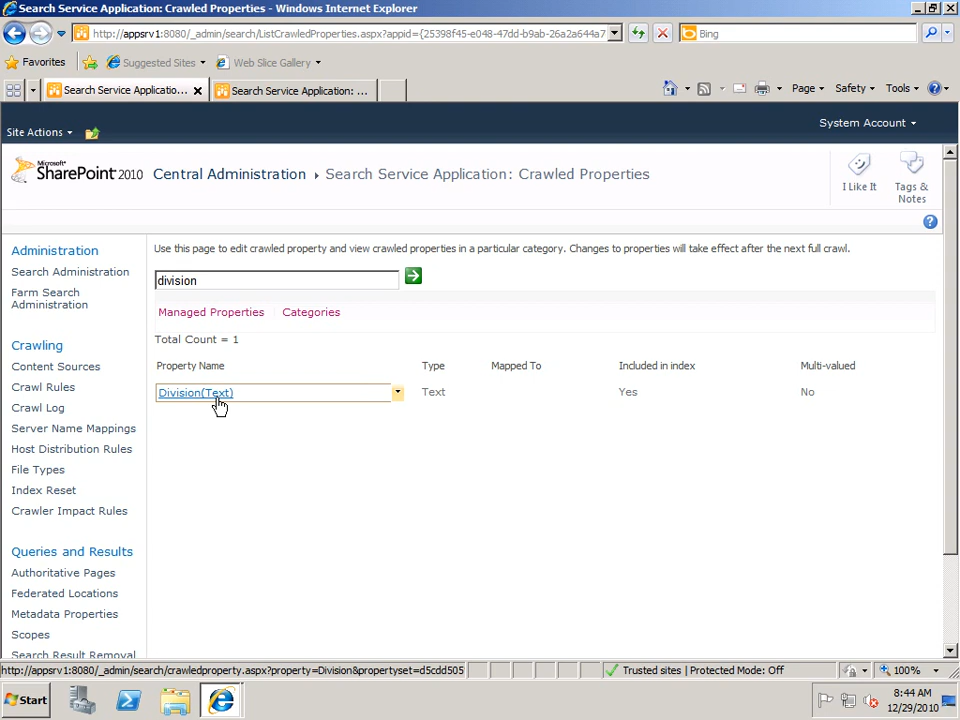 Search Service Application: Crawled Properties - Windows Internet Explorer
http://appsrv1:8080/_admin/search/ListCrawledProperties.aspx?appid={25398f45-e048-47dd-b9ab-26a2a644a7
Bing
Favorites
Suggested Sites
Web Slice Gallery
Search Service Applicatio...
Search Service Application: ...
Page
Safety
Tools
System Account
Site Actions
Microsoft
SharePoint 2010
Central Administration
Search Service Application: Crawled Properties
I Like It
Tags &
Notes
Administration
Search Administration
Farm Search
Administration
Crawling
Content Sources
Crawl Rules
Crawl Log
Server Name Mappings
Host Distribution Rules
File Types
Index Reset
Crawler Impact Rules
Queries and Results
Authoritative Pages
Federated Locations
Metadata Properties
Scopes
Search Result Removal
Use this page to edit crawled property and view crawled properties in a particular category. Changes to properties will take effect after the next full crawl.
division
Managed Properties
Categories
Total Count = 1
Property Name Type Mapped To Included in index Multi-valued
Division(Text) Text Yes No
http://appsrv1:8080/_admin/search/crawledproperty.aspx?property=Division&propertyset=d5cdd505
Trusted sites | Protected Mode: Off
100%
Start
8:44 AM
12/29/2010